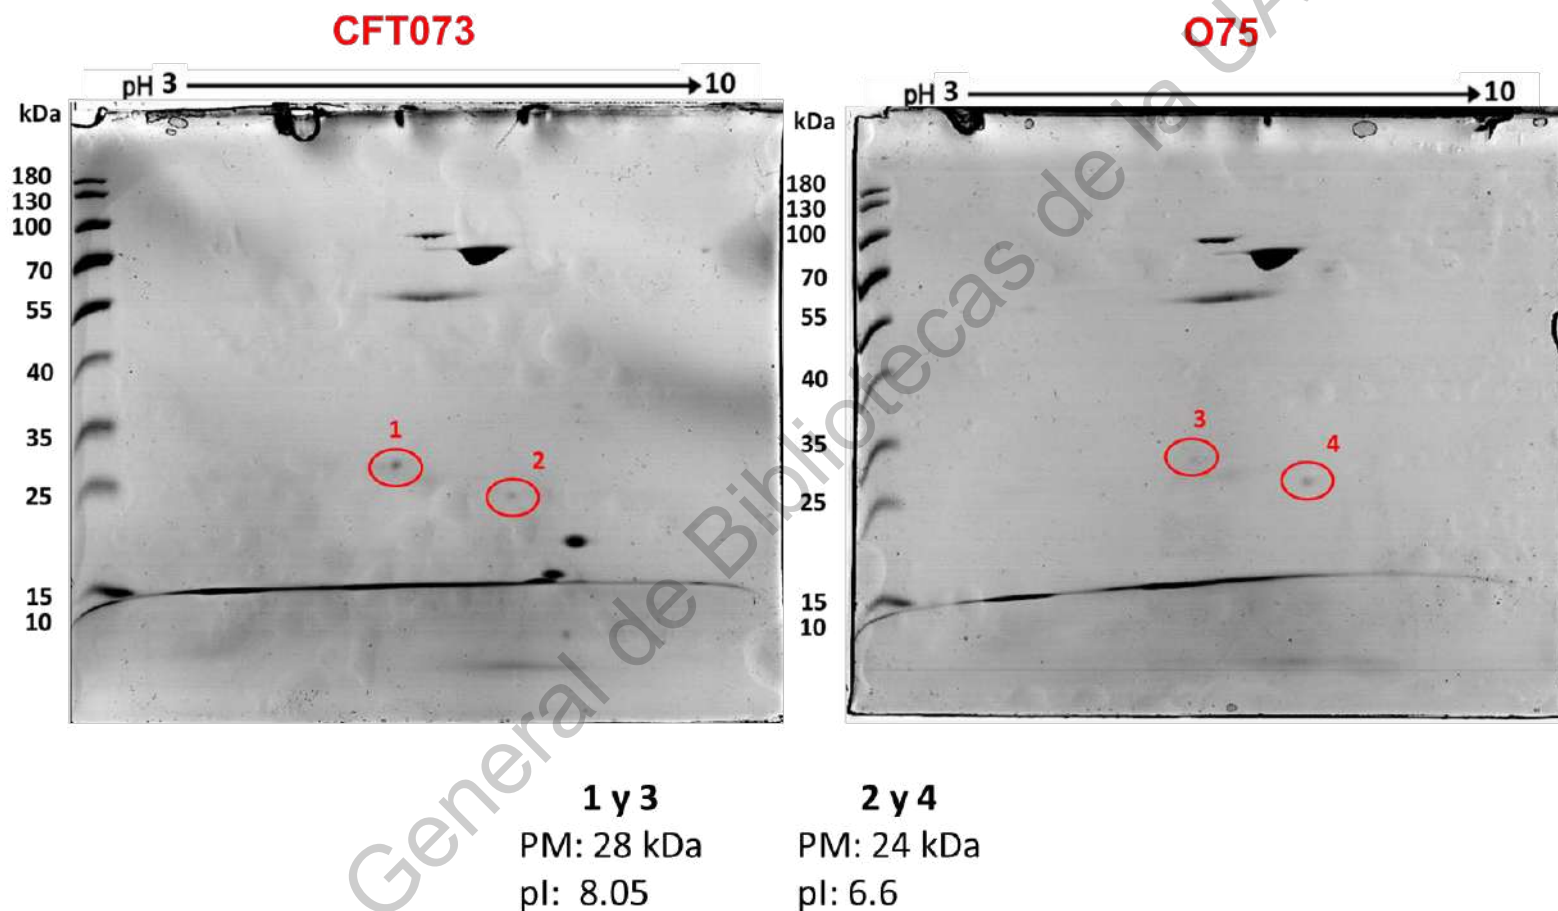 CFT073
pH 3 10
kDa
180
130
100
70
55
40
35
25
15
10
1
2
O75
pH 3 10
kDa
180
130
100
70
55
40
35
25
15
10
3
4
1 y 3
PM: 28 kDa
pI: 8.05
2 y 4
PM: 24 kDa
pI: 6.6
General de Bibliotecas de la UA